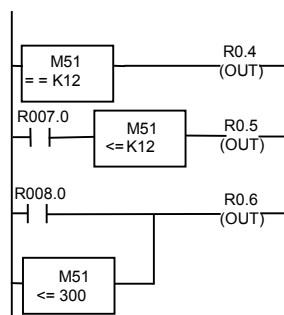 M51
= = K12
R0.4
(OUT)
R007.0
M51
<= K12
R0.5
(OUT)
R008.0
R0.6
(OUT)
M51
<= 300